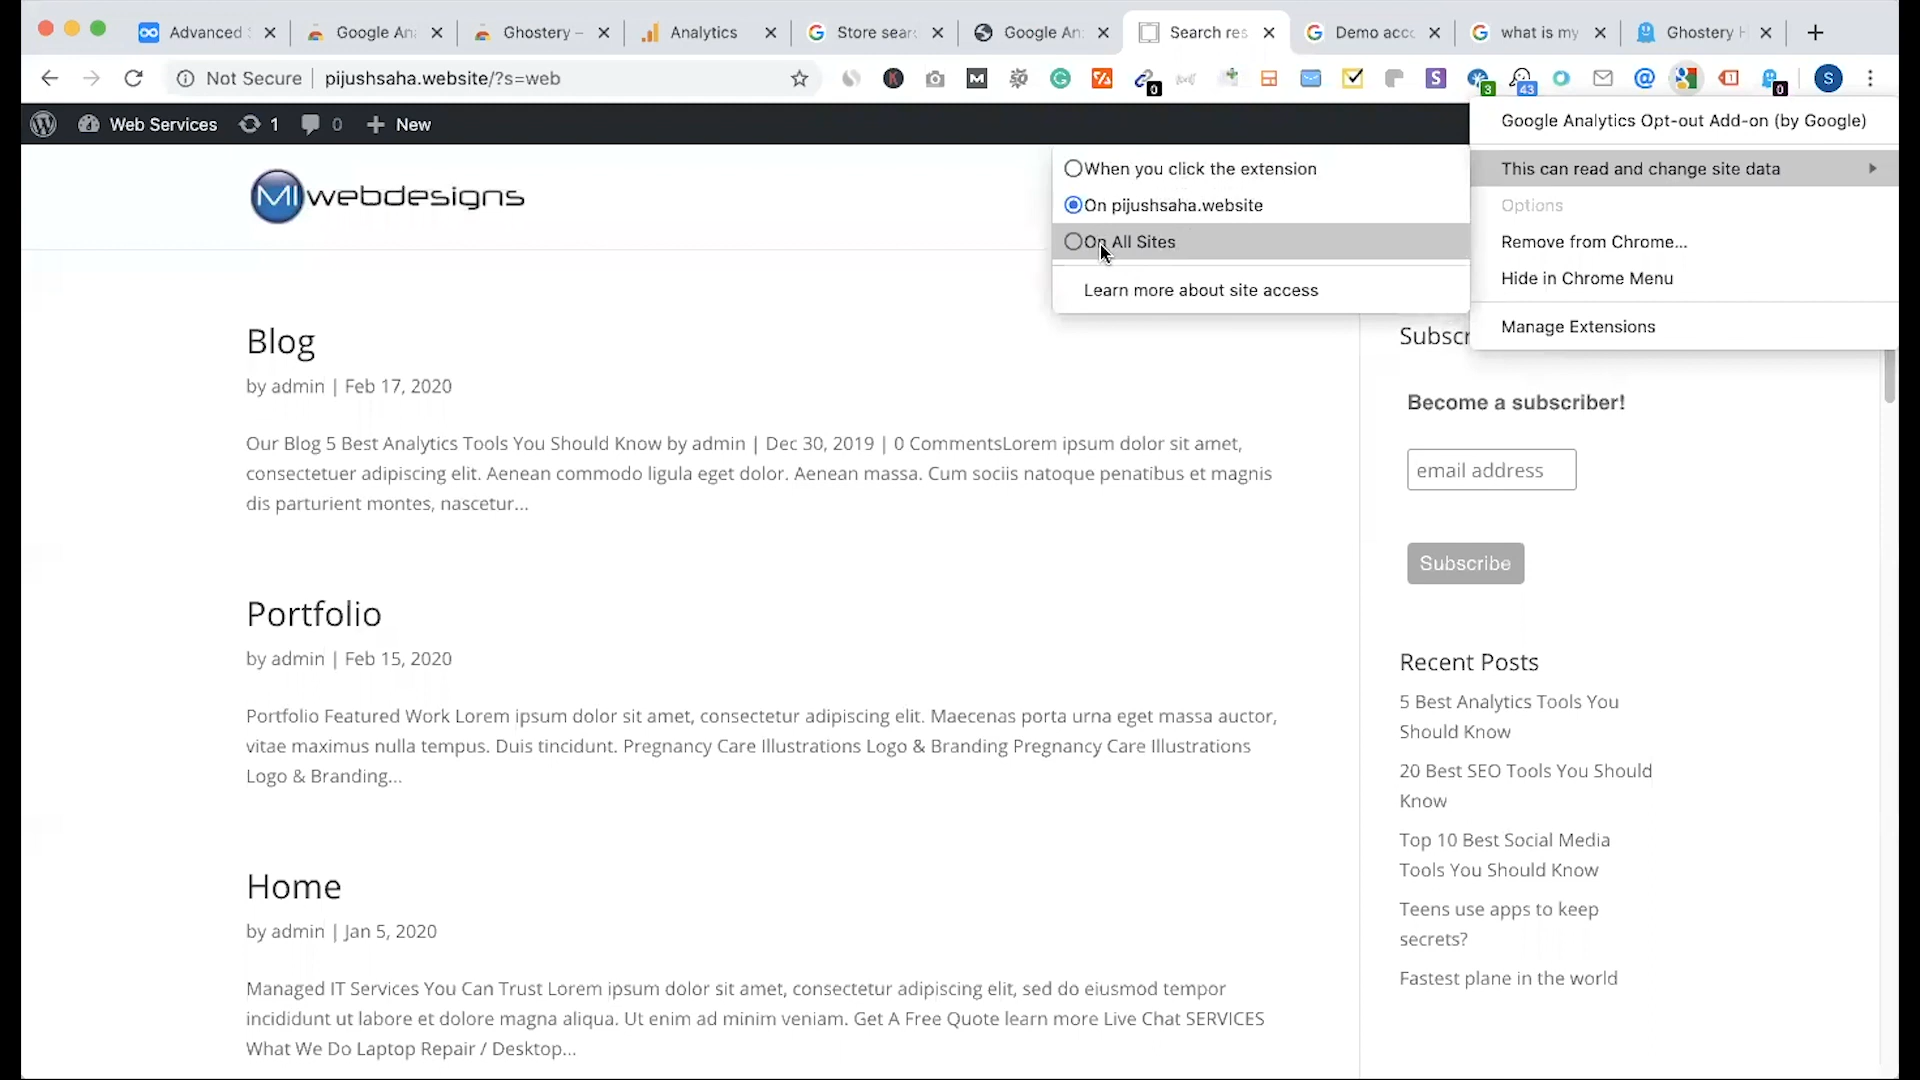 Advanced
Google An
Ghostery –
Analytics
Store sear
Google An
Search res
Demo acc
what is my
Ghostery H
Not Secure
pijushsaha.website/?s=web
0
M
S
3
43
1
0
S
Web Services
1
0
New
MI webdesigns
Google Analytics Opt-out Add-on (by Google)
This can read and change site data
Options
Remove from Chrome...
Hide in Chrome Menu
Manage Extensions
When you click the extension
On pijushsaha.website
On All Sites
Learn more about site access
Blog
by admin | Feb 17, 2020
Our Blog 5 Best Analytics Tools You Should Know by admin | Dec 30, 2019 | 0 CommentsLorem ipsum dolor sit amet,
consectetuer adipiscing elit. Aenean commodo ligula eget dolor. Aenean massa. Cum sociis natoque penatibus et magnis
dis parturient montes, nascetur...
Portfolio
by admin | Feb 15, 2020
Portfolio Featured Work Lorem ipsum dolor sit amet, consectetur adipiscing elit. Maecenas porta urna eget massa auctor,
vitae maximus nulla tempus. Duis tincidunt. Pregnancy Care Illustrations Logo & Branding Pregnancy Care Illustrations
Logo & Branding...
Home
by admin | Jan 5, 2020
Managed IT Services You Can Trust Lorem ipsum dolor sit amet, consectetur adipiscing elit, sed do eiusmod tempor
incididunt ut labore et dolore magna aliqua. Ut enim ad minim veniam. Get A Free Quote learn more Live Chat SERVICES
What We Do Laptop Repair / Desktop...
Subscr
Become a subscriber!
email address
Subscribe
Recent Posts
5 Best Analytics Tools You
Should Know
20 Best SEO Tools You Should
Know
Top 10 Best Social Media
Tools You Should Know
Teens use apps to keep
secrets?
Fastest plane in the world